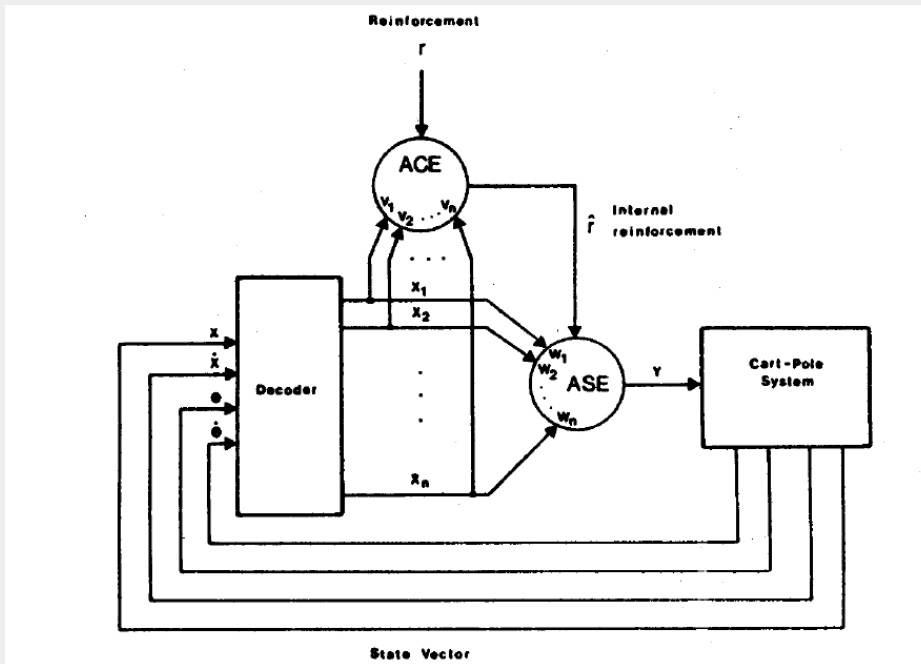 Reinforcement
r
ACE
v1
v2
....
vn
r̂
Internal
reinforcement
....
x1
x2
x
ẋ
θ
θ̇
Decoder
w1
w2
ASE
wn
Y
Cart-Pole
System
xn
State Vector